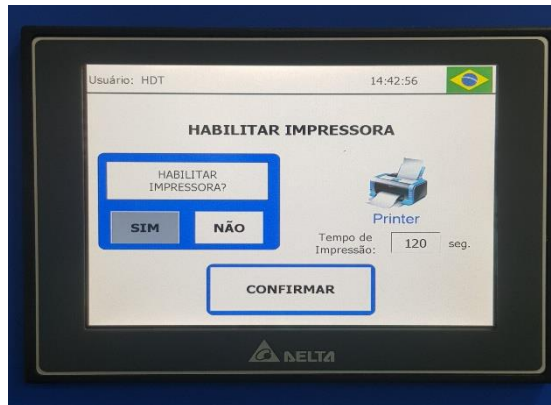 Usuário: HDT
14:42:56
HABILITAR IMPRESSORA
HABILITAR
IMPRESSORA?
SIM
NÃO
Printer
Tempo de
Impressão:
120
seg.
CONFIRMAR
DELTA